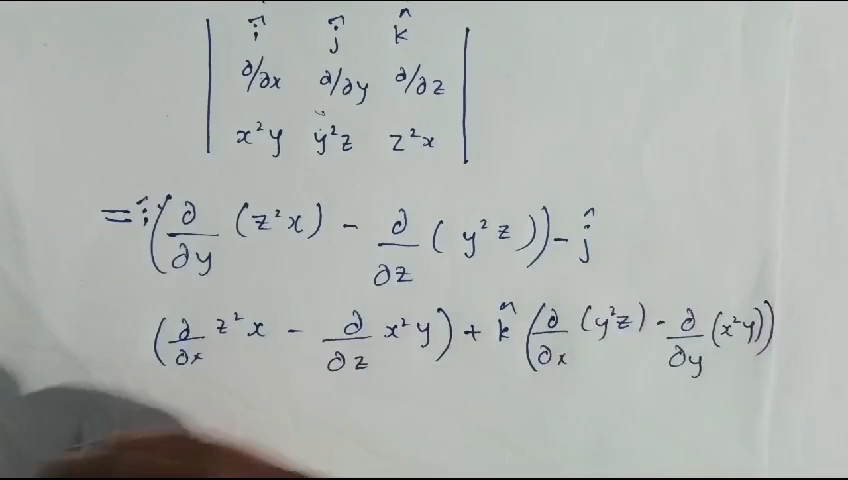 | î ĵ k̂ |
| ∂/∂x ∂/∂y ∂/∂z |
| x²y y²z z²x |
= î (∂/∂y (z²x) - ∂/∂z (y²z)) - ĵ
(∂/∂x z²x - ∂/∂z x²y) + k̂ (∂/∂x (y²z) - ∂/∂y (x²y))